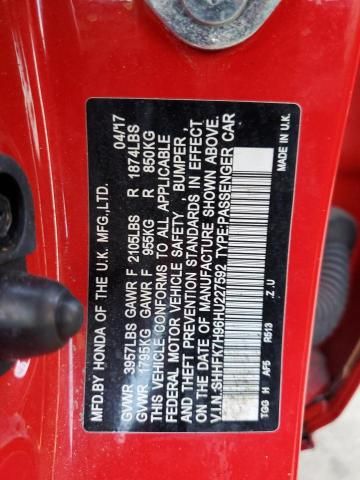 MFD.BY HONDA OF THE U.K. MFG.,LTD. 04/17
GVWR 3957LBS GAWR F 2105LBS R 1874LBS
GVWR 1795KG GAWR F 955KG R 850KG
THIS VEHICLE CONFORMS TO ALL APPLICABLE
FEDERAL MOTOR VEHICLE SAFETY , BUMPER,
AND THEFT PREVENTION STANDARDS IN EFFECT
ON THE DATE OF MANUFACTURE SHOWN ABOVE.
V.I.N.:SHHFK7H96HU227592 TYPE:PASSENGER CAR
TGG H AF5 R513 .Z.U MADE IN U.K.